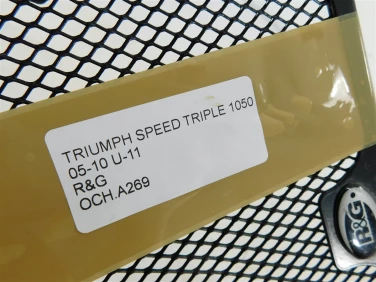 TRIUMPH SPEED TRIPLE 1050
05-10 U-11
R&G
OCH.A269
R&G